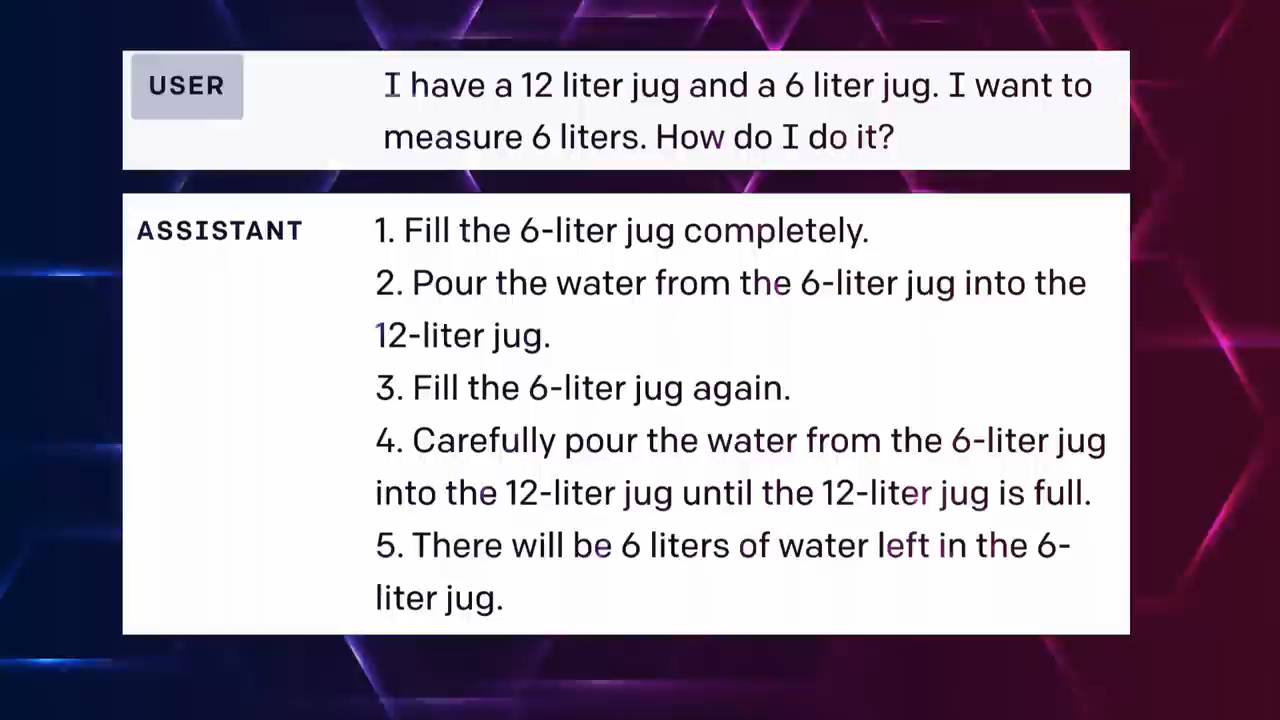 USER
I have a 12 liter jug and a 6 liter jug. I want to
measure 6 liters. How do I do it?
ASSISTANT
1. Fill the 6-liter jug completely.
2. Pour the water from the 6-liter jug into the
12-liter jug.
3. Fill the 6-liter jug again.
4. Carefully pour the water from the 6-liter jug
into the 12-liter jug until the 12-liter jug is full.
5. There will be 6 liters of water left in the 6-
liter jug.